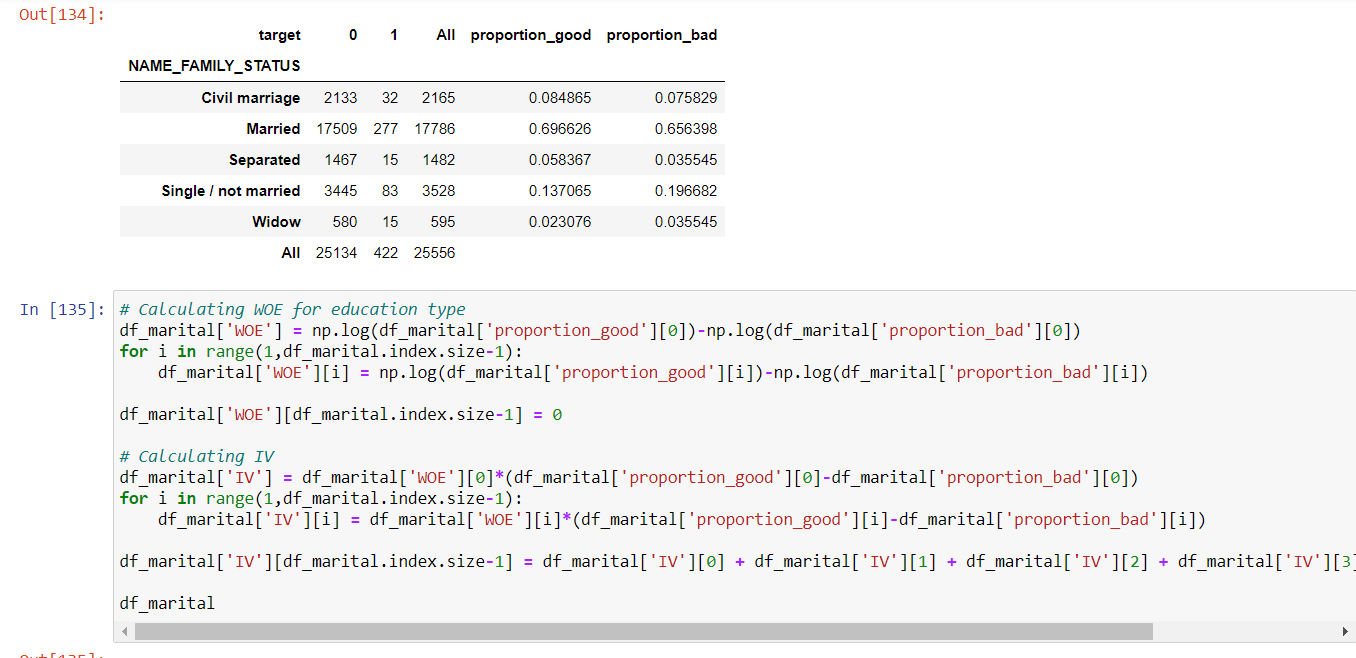 Out[134]:
target 0 1 All proportion_good proportion_bad
NAME_FAMILY_STATUS
Civil marriage 2133 32 2165 0.084865 0.075829
Married 17509 277 17786 0.696626 0.656398
Separated 1467 15 1482 0.058367 0.035545
Single / not married 3445 83 3528 0.137065 0.196682
Widow 580 15 595 0.023076 0.035545
All 25134 422 25556
In [135]:
# Calculating WOE for education type
df_marital['WOE'] = np.log(df_marital['proportion_good'][0])-np.log(df_marital['proportion_bad'][0])
for i in range(1,df_marital.index.size-1):
    df_marital['WOE'][i] = np.log(df_marital['proportion_good'][i])-np.log(df_marital['proportion_bad'][i])
df_marital['WOE'][df_marital.index.size-1] = 0
# Calculating IV
df_marital['IV'] = df_marital['WOE'][0]*(df_marital['proportion_good'][0]-df_marital['proportion_bad'][0])
for i in range(1,df_marital.index.size-1):
    df_marital['IV'][i] = df_marital['WOE'][i]*(df_marital['proportion_good'][i]-df_marital['proportion_bad'][i])
df_marital['IV'][df_marital.index.size-1] = df_marital['IV'][0] + df_marital['IV'][1] + df_marital['IV'][2] + df_marital['IV'][3]
df_marital